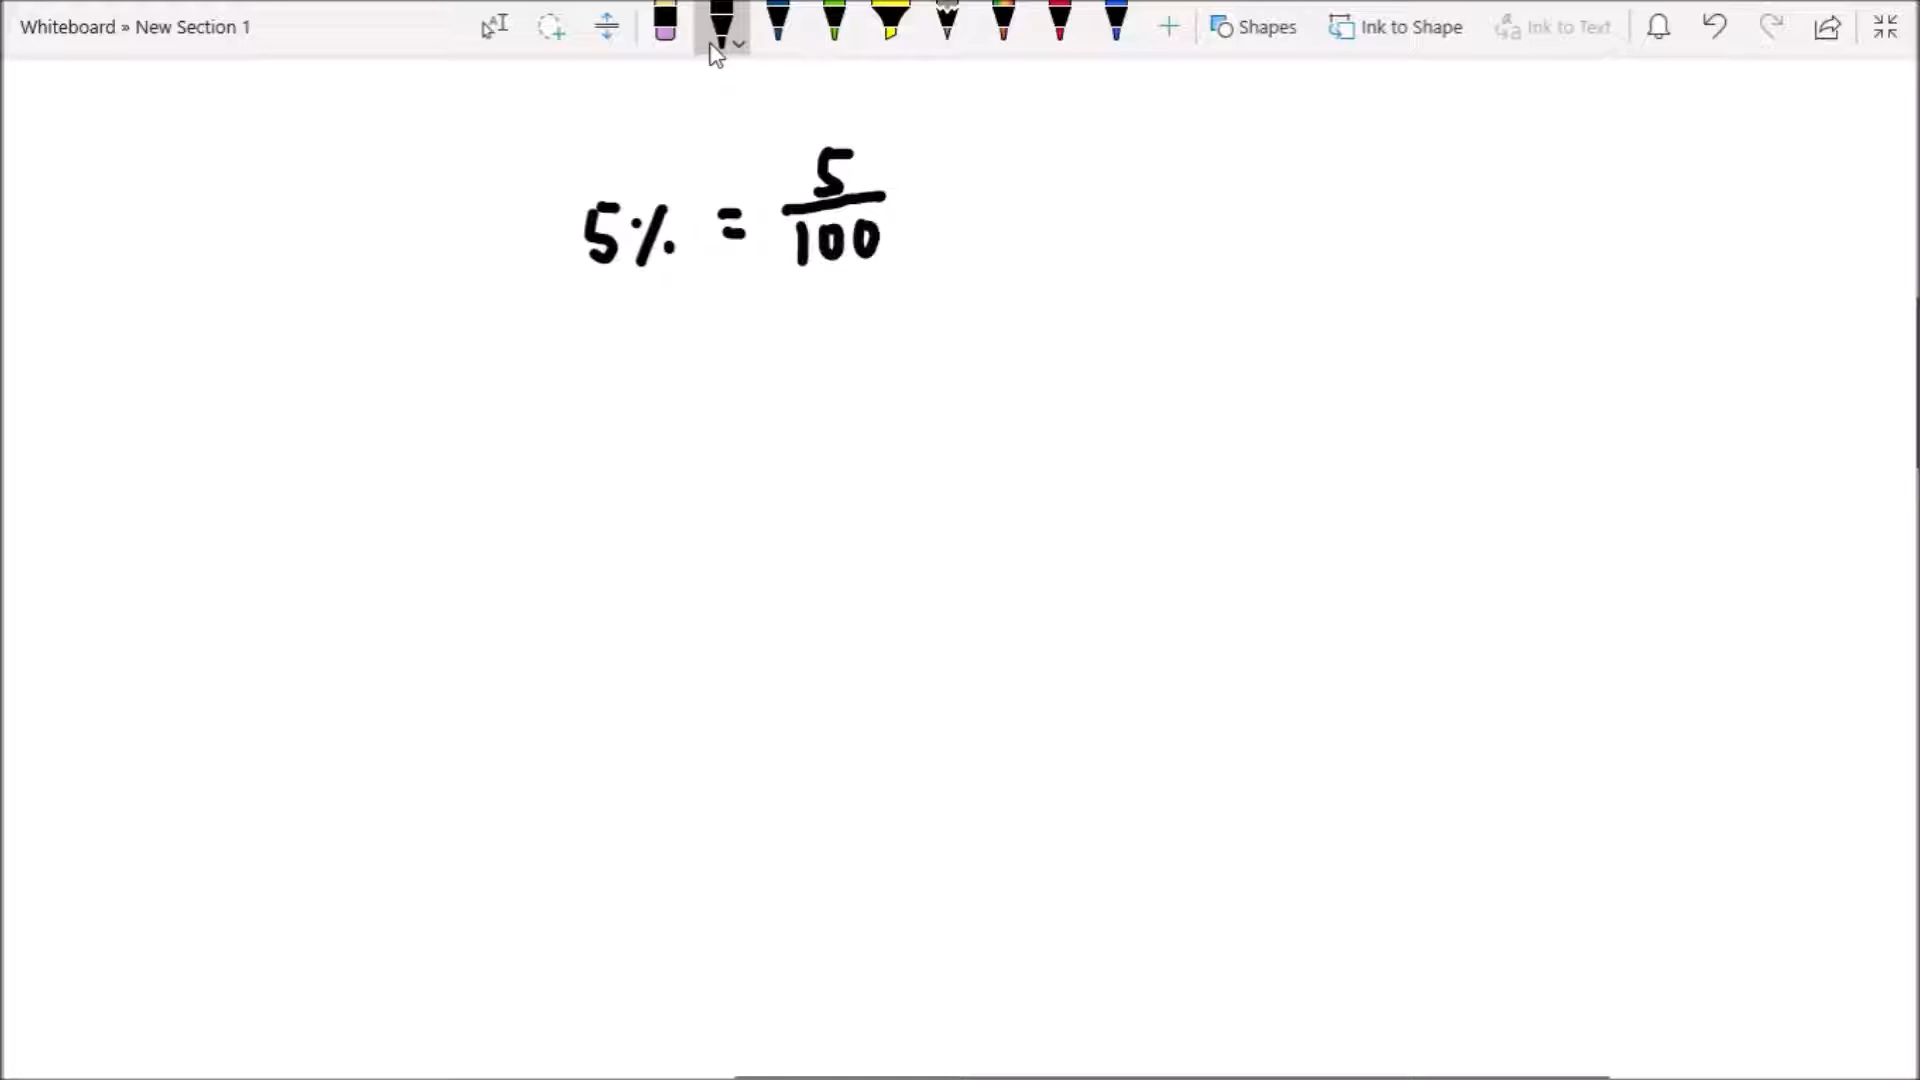 Whiteboard » New Section 1
Shapes
Ink to Shape
Ink to Text
5% = 5/100